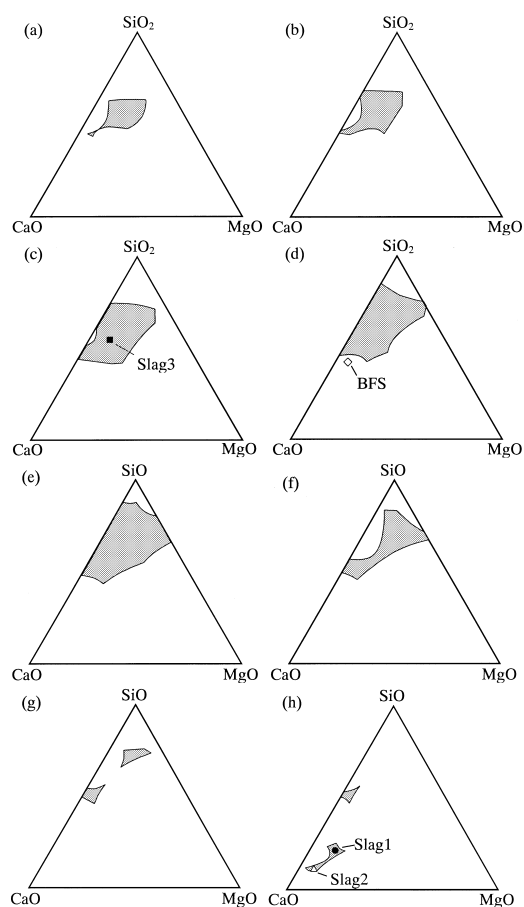 (a)
SiO2
CaO
MgO
(b)
SiO2
CaO
MgO
(c)
SiO2
Slag3
CaO
MgO
(d)
SiO2
BFS
CaO
MgO
(e)
SiO
CaO
MgO
(f)
SiO
CaO
MgO
(g)
SiO
CaO
MgO
(h)
SiO
Slag1
Slag2
CaO
MgO